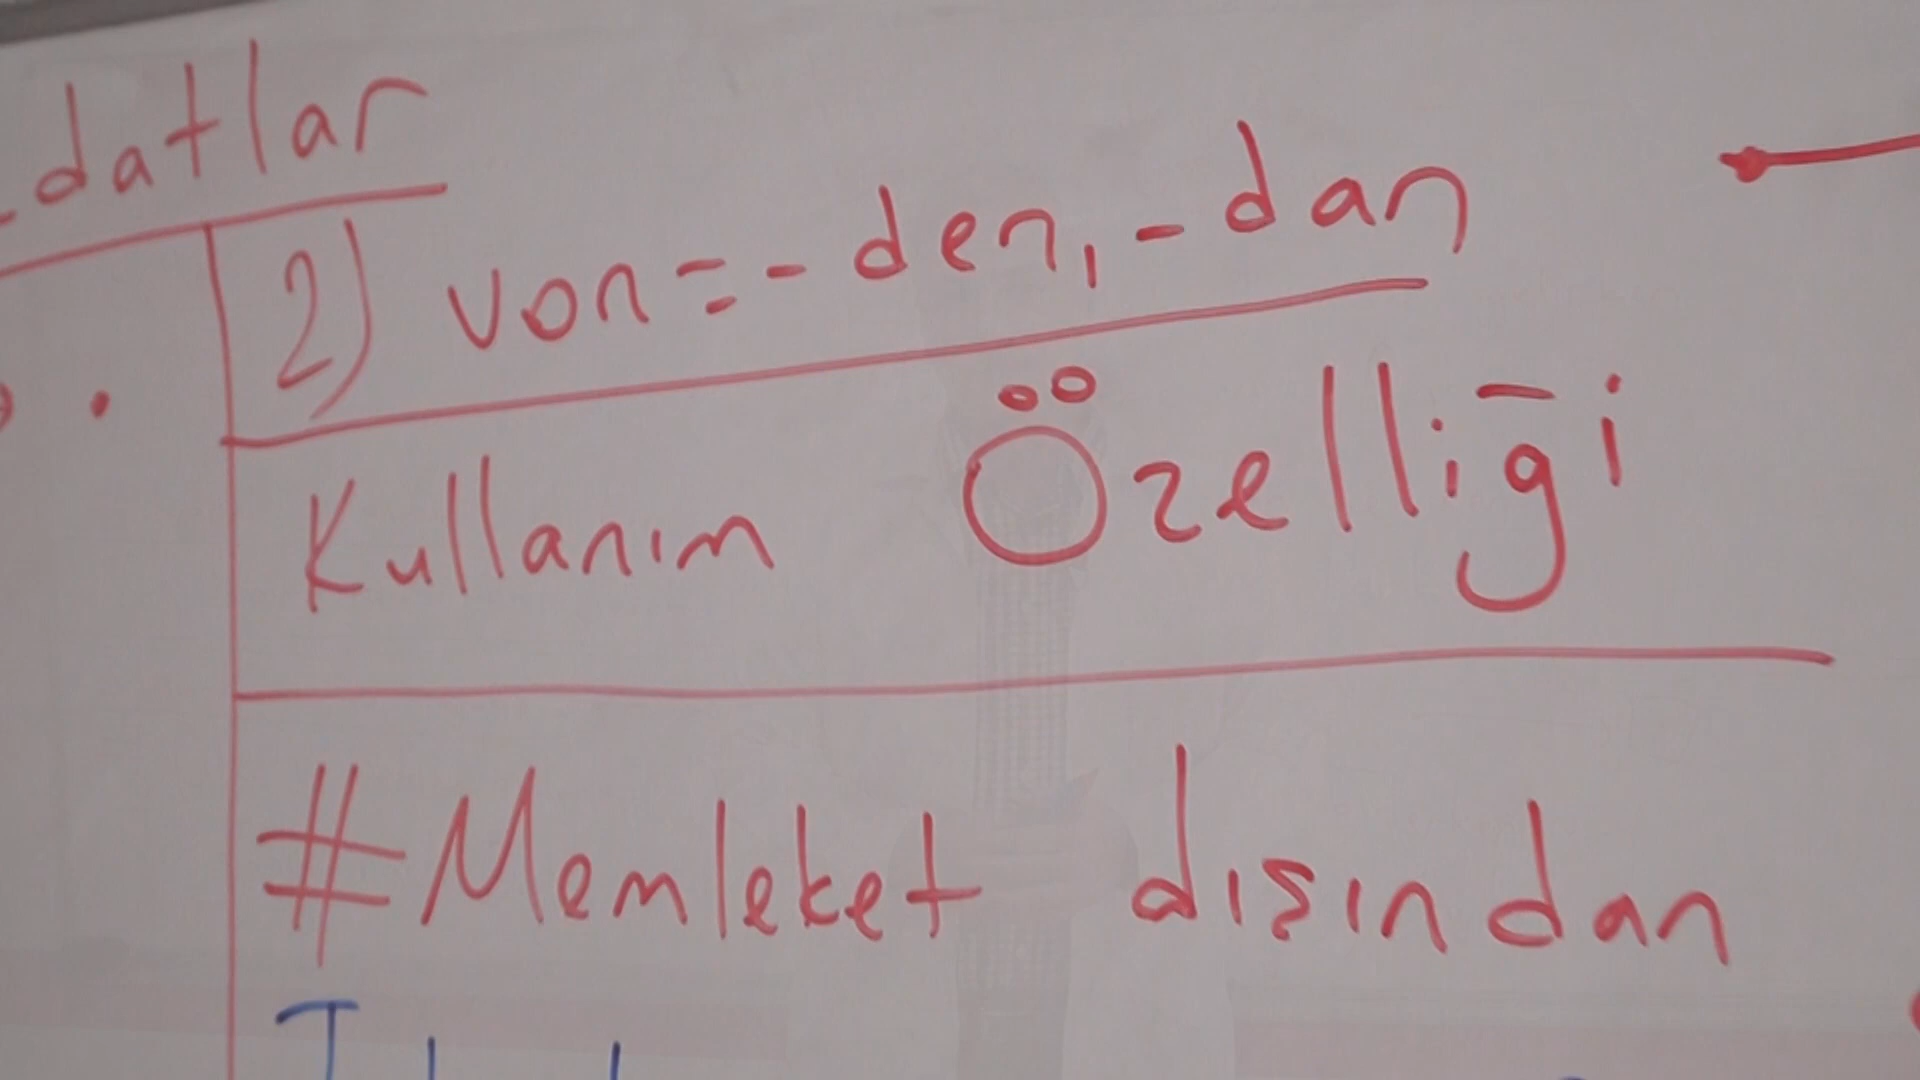 datlar
2) von = - den, - dan
Kullanım Özelliği
# Memleket dışından